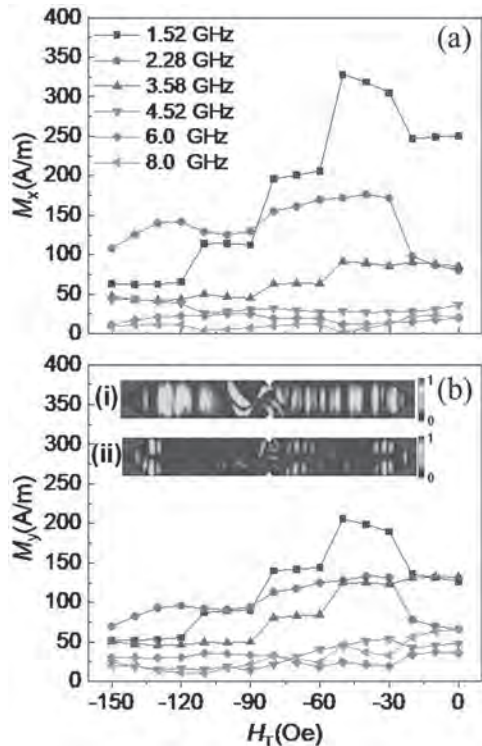 400
(a)
1.52 GHz
350
2.28 GHz
300
3.58 GHz
4.52 GHz
250
6.0 GHz
8.0 GHz
200
Mx(A/m)
150
100
50
0
400
(b)
(i)
1
350
0
(ii)
1
300
0
250
200
My(A/m)
150
100
50
0
-150 -120 -90 -60 -30 0
HT(Oe)